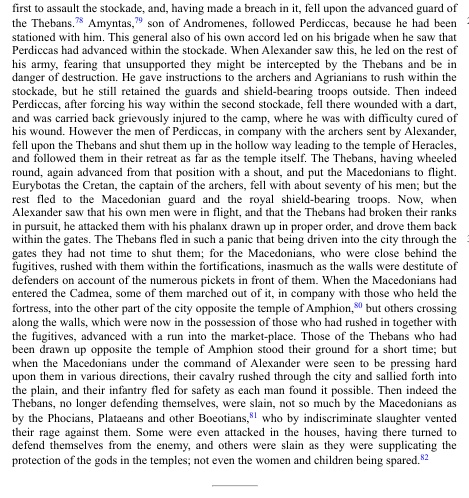 first to assault the stockade, and, having made a breach in it, fell upon the advanced guard of
the Thebans.78 Amyntas,79 son of Andromenes, followed Perdiccas, because he had been
stationed with him. This general also of his own accord led on his brigade when he saw that
Perdiccas had advanced within the stockade. When Alexander saw this, he led on the rest of
his army, fearing that unsupported they might be intercepted by the Thebans and be in
danger of destruction. He gave instructions to the archers and Agrianians to rush within the
stockade, but he still retained the guards and shield-bearing troops outside. Then indeed
Perdiccas, after forcing his way within the second stockade, fell there wounded with a dart,
and was carried back grievously injured to the camp, where he was with difficulty cured of
his wound. However the men of Perdiccas, in company with the archers sent by Alexander,
fell upon the Thebans and shut them up in the hollow way leading to the temple of Heracles,
and followed them in their retreat as far as the temple itself. The Thebans, having wheeled
round, again advanced from that position with a shout, and put the Macedonians to flight.
Eurybotas the Cretan, the captain of the archers, fell with about seventy of his men; but the
rest fled to the Macedonian guard and the royal shield-bearing troops. Now, when
Alexander saw that his own men were in flight, and that the Thebans had broken their ranks
in pursuit, he attacked them with his phalanx drawn up in proper order, and drove them back
within the gates. The Thebans fled in such a panic that being driven into the city through the
gates they had not time to shut them; for the Macedonians, who were close behind the
fugitives, rushed with them within the fortifications, inasmuch as the walls were destitute of
defenders on account of the numerous pickets in front of them. When the Macedonians had
entered the Cadmea, some of them marched out of it, in company with those who held the
fortress, into the other part of the city opposite the temple of Amphion,80 but others crossing
along the walls, which were now in the possession of those who had rushed in together with
the fugitives, advanced with a run into the market-place. Those of the Thebans who had
been drawn up opposite the temple of Amphion stood their ground for a short time; but
when the Macedonians under the command of Alexander were seen to be pressing hard
upon them in various directions, their cavalry rushed through the city and sallied forth into
the plain, and their infantry fled for safety as each man found it possible. Then indeed the
Thebans, no longer defending themselves, were slain, not so much by the Macedonians as
by the Phocians, Plataeans and other Boeotians,81 who by indiscriminate slaughter vented
their rage against them. Some were even attacked in the houses, having there turned to
defend themselves from the enemy, and others were slain as they were supplicating the
protection of the gods in the temples; not even the women and children being spared.82